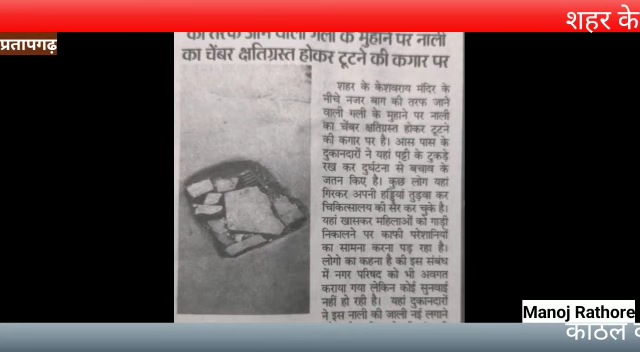 शहर के
प्रतापगढ़
की तरफ जाने वाली गली के मुहाने पर नाली
का चेंबर क्षतिग्रस्त होकर टूटने की कगार पर
शहर के केशवराय मंदिर के
नीचे नजर बाग की तरफ जाने
वाली गली के मुहाने पर नाली
का चेंबर क्षतिग्रस्त होकर टूटने
की कगार पर है। आस पास के
दुकानदारों ने यहां पट्टी के टुकड़े
रख कर दुर्घटना से बचाव के
जतन किए है। कुछ लोग यहां
गिरकर अपनी हड्डियां तुड़वा कर
चिकित्सालय की सैर कर चुके है।
यहां खासकर महिलाओं को गाड़ी
निकालने पर काफी परेशानियों
का सामना करना पड़ रहा है।
लोगो का कहना है की इस संबंध
में नगर परिषद को भी अवगत
कराया गया लेकिन कोई सुनवाई
नहीं हो रही है। यहां दुकानदारों
ने इस नाली की जाली नई लगाने
Manoj Rathore
कांठल